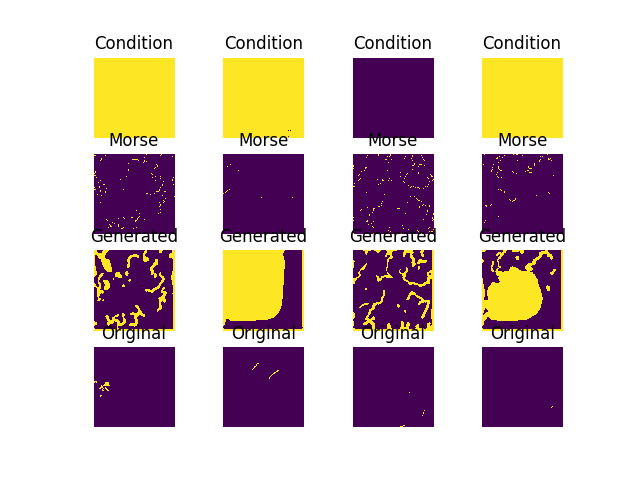 Condition Condition Condition Condition
Morse Morse Morse Morse
Generated Generated Generated Generated
Original Original Original Original